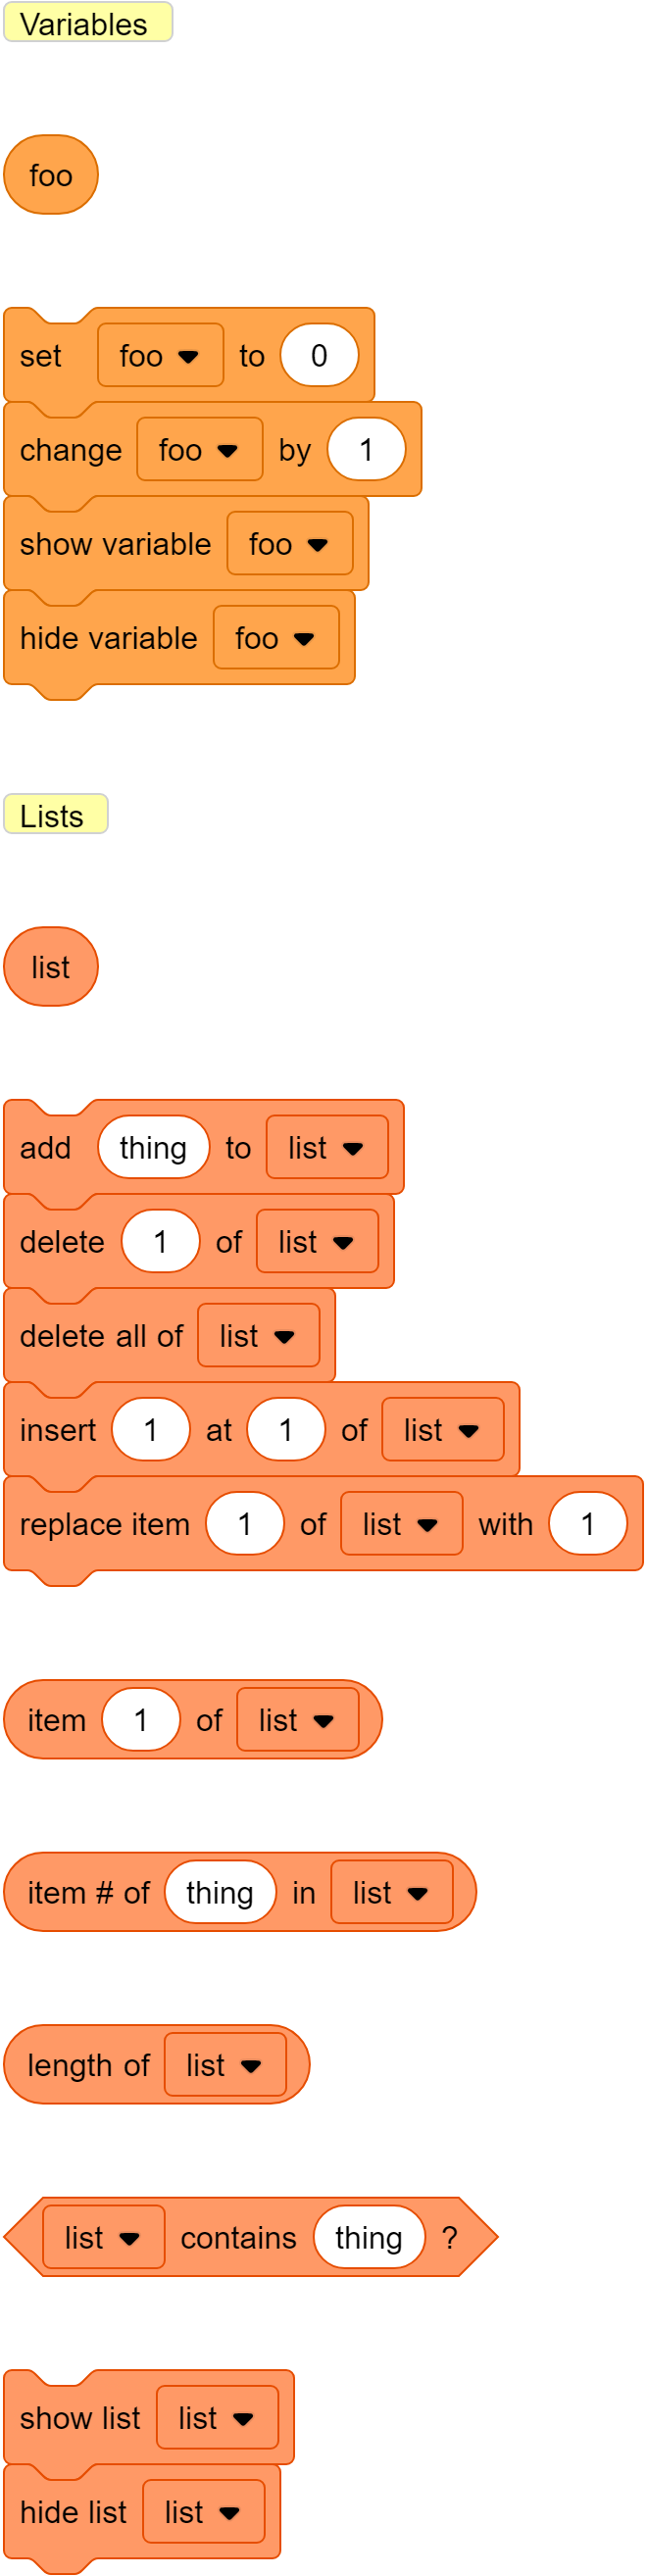 Variables
foo
set foo to 0
change foo by 1
show variable foo
hide variable foo
Lists
list
add thing to list
delete 1 of list
delete all of list
insert 1 at 1 of list
replace item 1 of list with 1
item 1 of list
item # of thing in list
length of list
list contains thing ?
show list list
hide list list